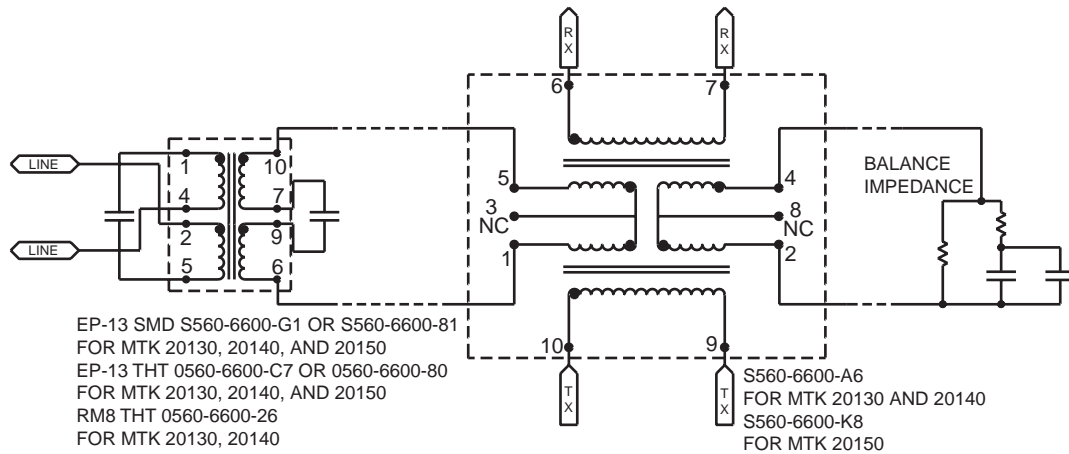 R
X
R
X
6
7
LINE
1
10
4
7
2
9
5
6
LINE
5
4
3
NC
8
NC
1
2
BALANCE
IMPEDANCE
10
9
T
X
T
X
EP-13 SMD S560-6600-G1 OR S560-6600-81
FOR MTK 20130, 20140, AND 20150
EP-13 THT 0560-6600-C7 OR 0560-6600-80
FOR MTK 20130, 20140, AND 20150
RM8 THT 0560-6600-26
FOR MTK 20130, 20140
S560-6600-A6
FOR MTK 20130 AND 20140
S560-6600-K8
FOR MTK 20150